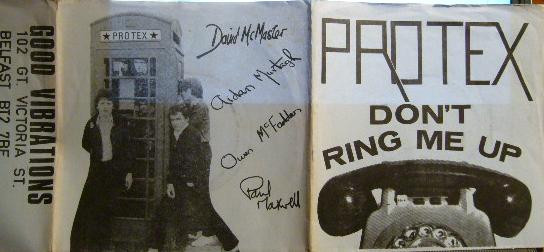 GOOD VIBRATIONS
102 GT. VICTORIA ST.
BELFAST BT2 7BE
★ PROTEX ★
David McMaster
Aidan Murtagh
Owen McFadden
Paul Maxwell
PROTEX
DON'T
RING ME UP